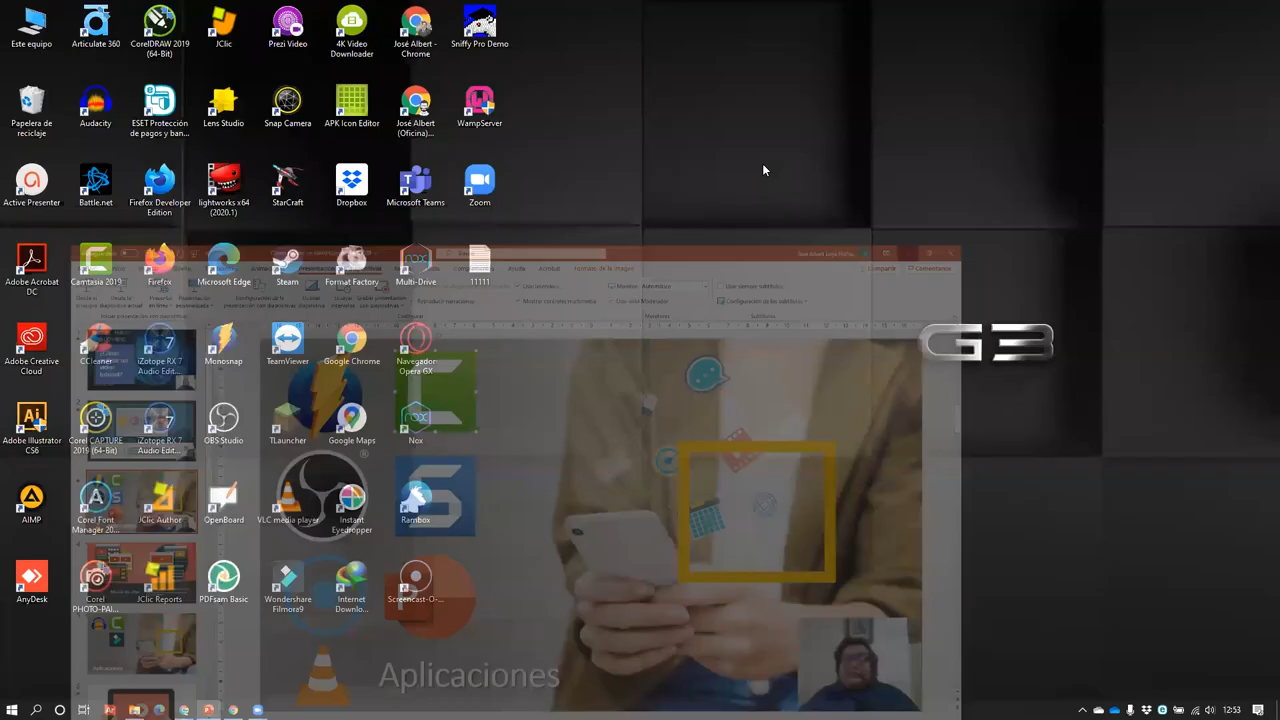 Este equipo
Articulate 360
CorelDRAW 2019
(64-Bit)
JClic
Prezi Video
4K Video
Downloader
José Albert -
Chrome
Sniffy Pro Demo
Papelera de
reciclaje
Audacity
ESET Protección
de pagos y ban...
Lens Studio
Snap Camera
APK Icon Editor
José Albert
(Oficina)...
WampServer
Active Presenter
Battle.net
Firefox Developer
Edition
lightworks x64
(2020.1)
StarCraft
Dropbox
Microsoft Teams
Zoom
Adobe Acrobat
DC
Camtasia 2019
Firefox
Microsoft Edge
Steam
Format Factory
Multi-Drive
11111
Adobe Creative
Cloud
CCleaner
iZotope RX 7
Audio Edit...
Monosnap
TeamViewer
Google Chrome
Navegador
Opera GX
G3
Adobe Illustrator
CS6
Corel CAPTURE
2019 (64-Bit)
iZotope RX 7
Audio Edit...
OBS Studio
TLauncher
Google Maps
Nox
AIMP
Corel Font
Manager 20...
JClic Author
OpenBoard
VLC media player
Instant
Eyedropper
Rambox
AnyDesk
Corel
PHOTO-PAI...
JClic Reports
PDFsam Basic
Wondershare
Filmora9
Internet
Downlo...
Screencast-O-...
Aplicaciones
12:53